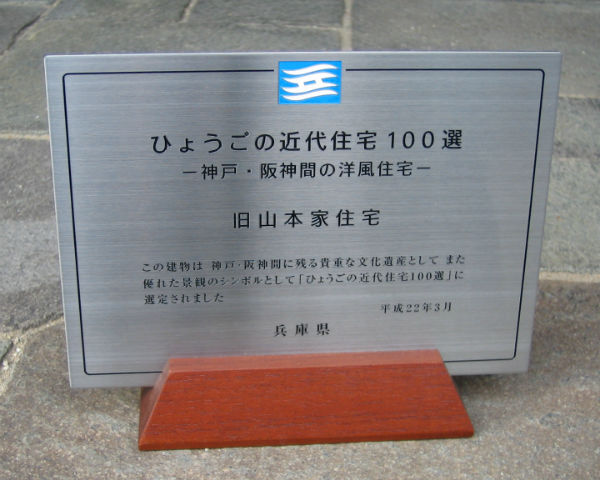 ひょうごの近代住宅100選
－神戸・阪神間の洋風住宅－
旧山本家住宅
この建物は 神戸・阪神間に残る貴重な文化遺産として また
優れた景観のシンボルとして「ひょうごの近代住宅100選」に
選定されました
平成22年3月
兵庫県